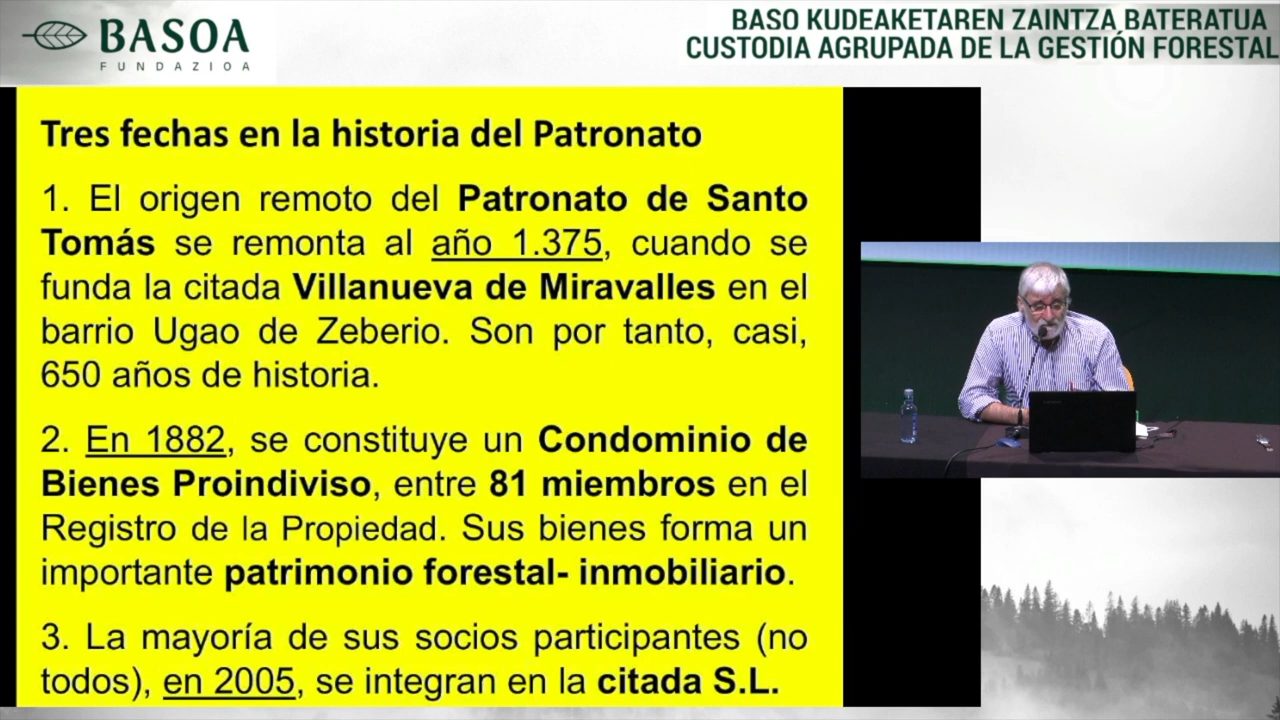 BASOA
FUNDAZIOA
BASO KUDEAKETAREN ZAINTZA BATERATUA
CUSTODIA AGRUPADA DE LA GESTIÓN FORESTAL
Tres fechas en la historia del Patronato
1. El origen remoto del Patronato de Santo
Tomás se remonta al año 1.375, cuando se
funda la citada Villanueva de Miravalles en el
barrio Ugao de Zeberio. Son por tanto, casi,
650 años de historia.
2. En 1882, se constituye un Condominio de
Bienes Proindiviso, entre 81 miembros en el
Registro de la Propiedad. Sus bienes forma un
importante patrimonio forestal- inmobiliario.
3. La mayoría de sus socios participantes (no
todos), en 2005, se integran en la citada S.L.